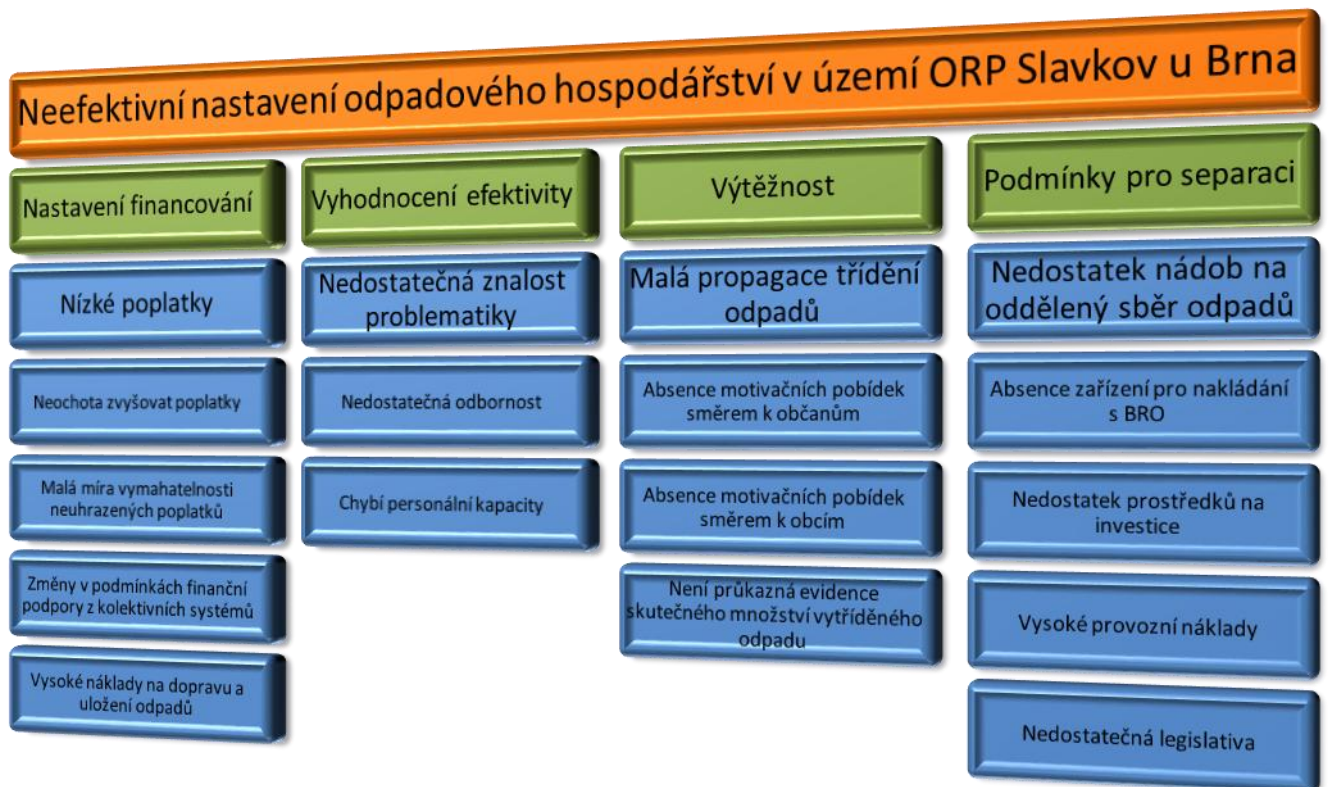 Neefektivní nastavení odpadového hospodářství v území ORP Slavkov u Brna
Nastavení financování
Nízké poplatky
Neochota zvyšovat poplatky
Malá míra vymahatelnosti
neuhrazených poplatků
Změny v podmínkách finanční
podpory z kolektivních systémů
Vysoké náklady na dopravu a
uložení odpadů
Vyhodnocení efektivity
Nedostatečná znalost
problematiky
Nedostatečná odbornost
Chybí personální kapacity
Výtěžnost
Malá propagace třídění
odpadů
Absence motivačních pobídek
směrem k občanům
Absence motivačních pobídek
směrem k obcím
Není průkazná evidence
skutečného množství vytříděného
odpadu
Podmínky pro separaci
Nedostatek nádob na
oddělený sběr odpadů
Absence zařízení pro nakládání
s BRO
Nedostatek prostředků na
investice
Vysoké provozní náklady
Nedostatečná legislativa